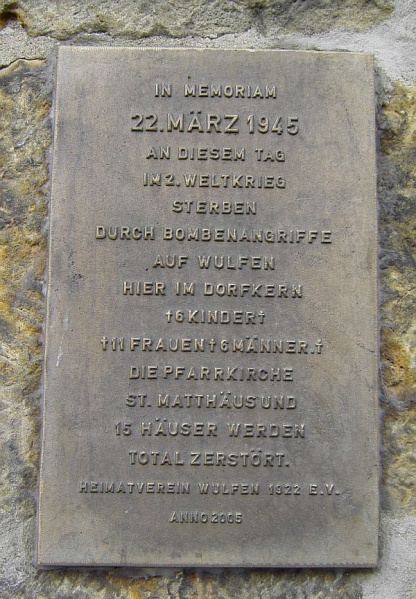 IN MEMORIAM
22. MÄRZ 1945
AN DIESEM TAG
IM 2. WELTKRIEG
STERBEN
DURCH BOMBENANGRIFFE
AUF WULFEN
HIER IM DORFKERN
†6 KINDER†
†11 FRAUEN†6 MÄNNER.†
DIE PFARRKIRCHE
ST. MATTHÄUS UND
15 HÄUSER WERDEN
TOTAL ZERSTÖRT.
HEIMATVEREIN WULFEN 1922 E.V.
ANNO 2005